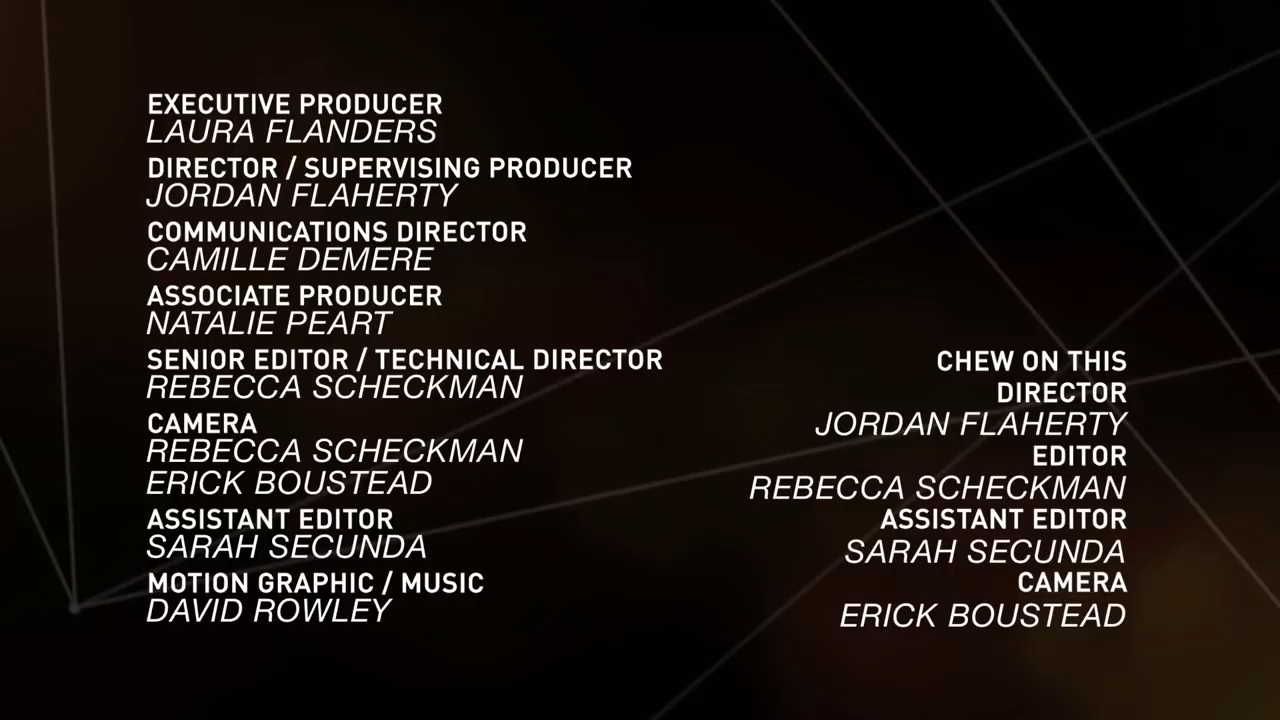 EXECUTIVE PRODUCER
LAURA FLANDERS
DIRECTOR / SUPERVISING PRODUCER
JORDAN FLAHERTY
COMMUNICATIONS DIRECTOR
CAMILLE DEMERE
ASSOCIATE PRODUCER
NATALIE PEART
SENIOR EDITOR / TECHNICAL DIRECTOR
REBECCA SCHECKMAN
CAMERA
REBECCA SCHECKMAN
ERICK BOUSTEAD
ASSISTANT EDITOR
SARAH SECUNDA
MOTION GRAPHIC / MUSIC
DAVID ROWLEY
CHEW ON THIS
DIRECTOR
JORDAN FLAHERTY
EDITOR
REBECCA SCHECKMAN
ASSISTANT EDITOR
SARAH SECUNDA
CAMERA
ERICK BOUSTEAD